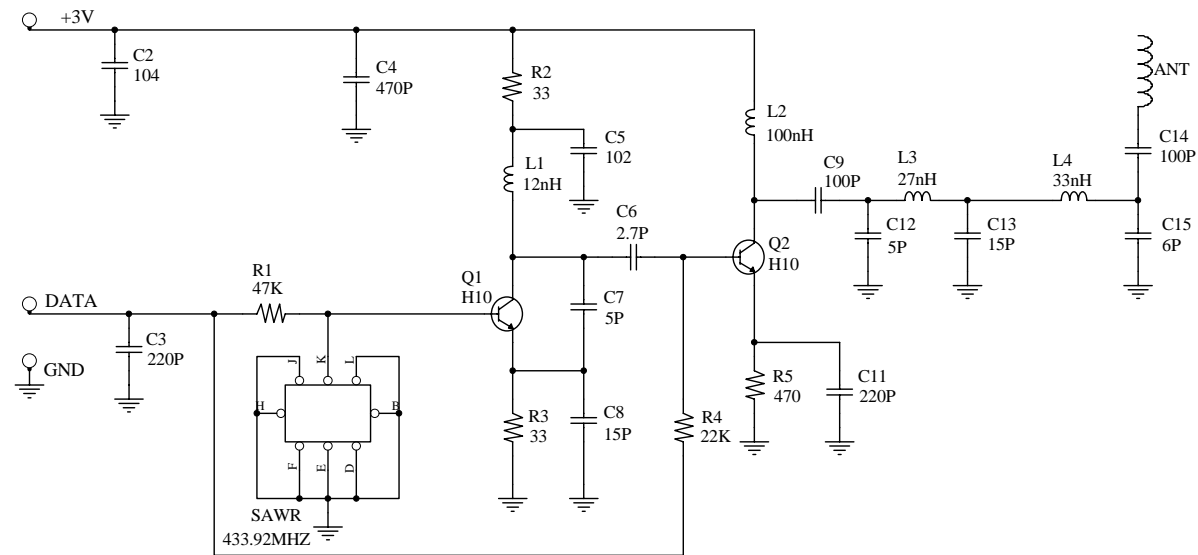 +3V
C2
104
C4
470P
R2
33
C5
102
L1
12nH
L2
100nH
ANT
C14
100P
C9
100P
L3
27nH
L4
33nH
C6
2.7P
C12
5P
C13
15P
C15
6P
Q2
H10
Q1
H10
R1
47K
DATA
C7
5P
C3
220P
GND
J
K
L
H
B
F
E
D
R3
33
C8
15P
R4
22K
R5
470
C11
220P
SAWR
433.92MHZ